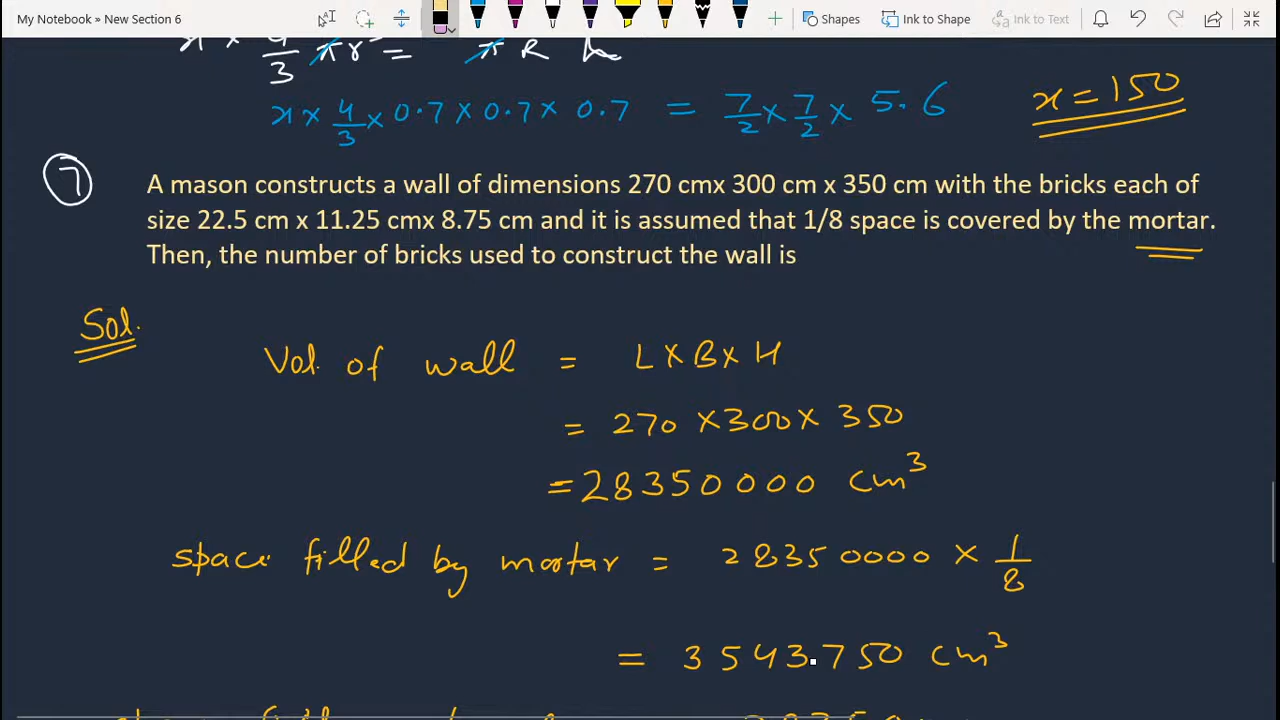 My Notebook » New Section 6
Shapes
Ink to Shape
Ink to Text
x × 4/3 πr = π R h
x × 4/3 × 0.7 × 0.7 × 0.7 = 7/2 × 7/2 × 5.6
x = 150
7
A mason constructs a wall of dimensions 270 cmx 300 cm x 350 cm with the bricks each of
size 22.5 cm x 11.25 cmx 8.75 cm and it is assumed that 1/8 space is covered by the mortar.
Then, the number of bricks used to construct the wall is
Sol.
Vol. of wall = L × B × H
= 270 × 300 × 350
= 28350000 cm³
space filled by mortar = 28350000 × 1/8
= 3543750 cm³